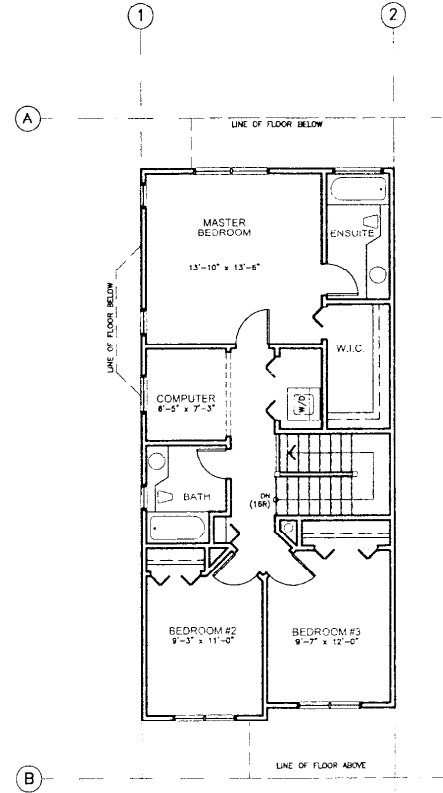 1
2
A
LINE OF FLOOR BELOW
MASTER
BEDROOM
ENSUITE
13'-10" x 13'-6"
LINE OF FLOOR BELOW
W.I.C.
COMPUTER
6'-5" x 7'-3"
W/D
BATH
DN
(16R)
BEDROOM #2
9'-3" x 11'-0"
BEDROOM #3
9'-7" x 12'-0"
LINE OF FLOOR ABOVE
B